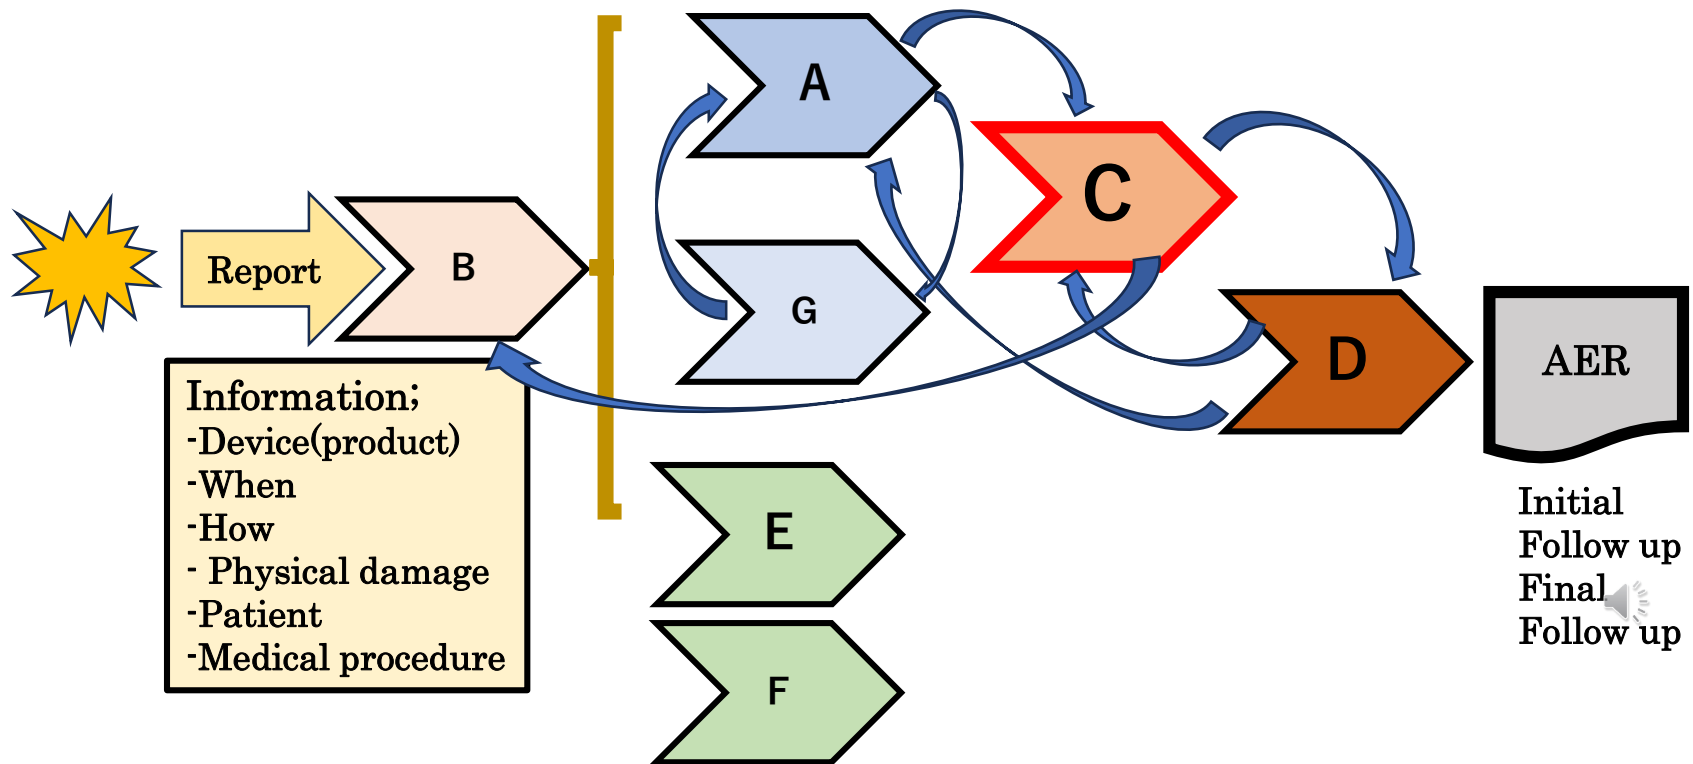 Report
B
Information;
-Device(product)
-When
-How
- Physical damage
-Patient
-Medical procedure
A
G
E
F
C
D
AER
Initial
Follow up
Final
Follow up